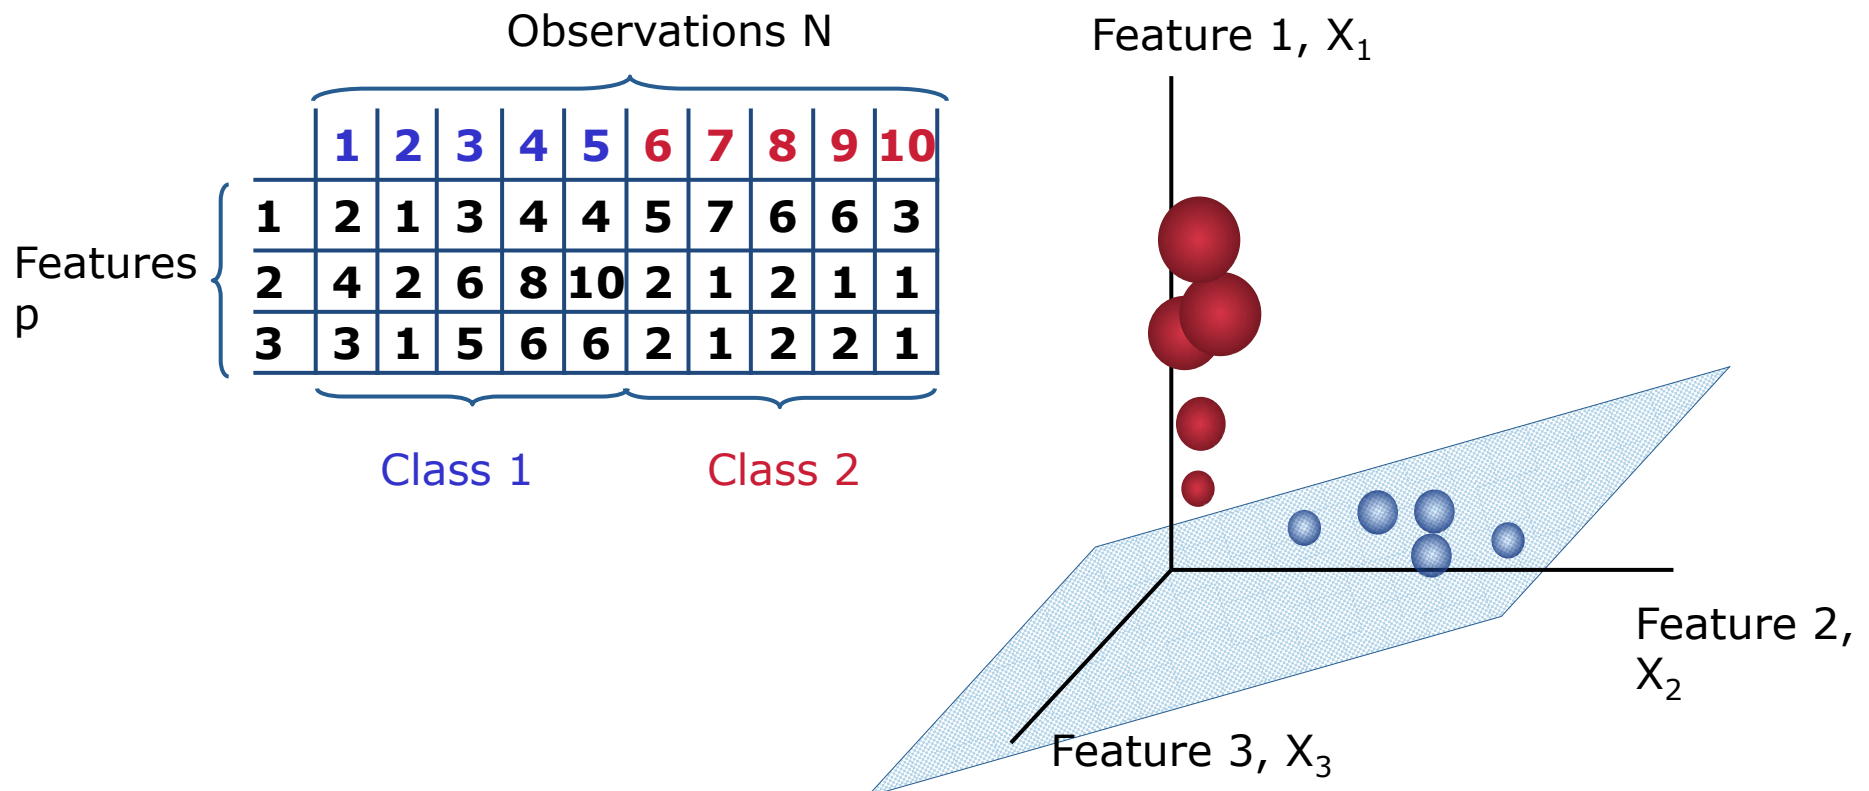 Observations N
1 2 3 4 5 6 7 8 9 10
1 2 1 3 4 4 5 7 6 6 3
2 4 2 6 8 10 2 1 2 1 1
3 3 1 5 6 6 2 1 2 2 1
Features
p
Class 1 Class 2
Feature 1, X₁
Feature 2,
X₂
Feature 3, X₃